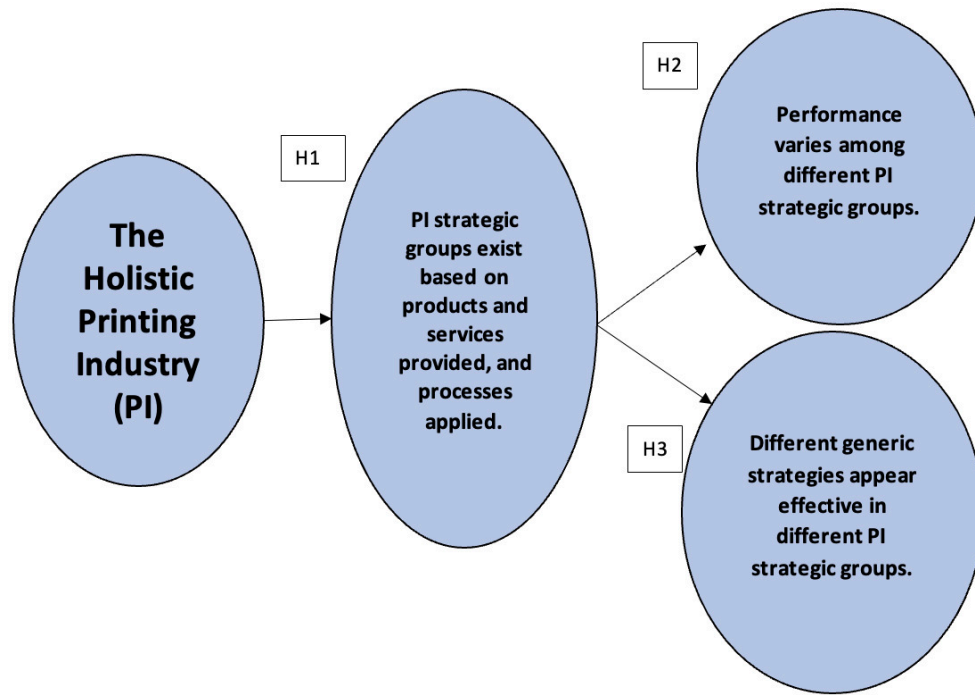 The
Holistic
Printing
Industry
(PI)
H1
PI strategic
groups exist
based on
products and
services
provided, and
processes
applied.
H2
Performance
varies among
different PI
strategic groups.
H3
Different generic
strategies appear
effective in
different PI
strategic groups.